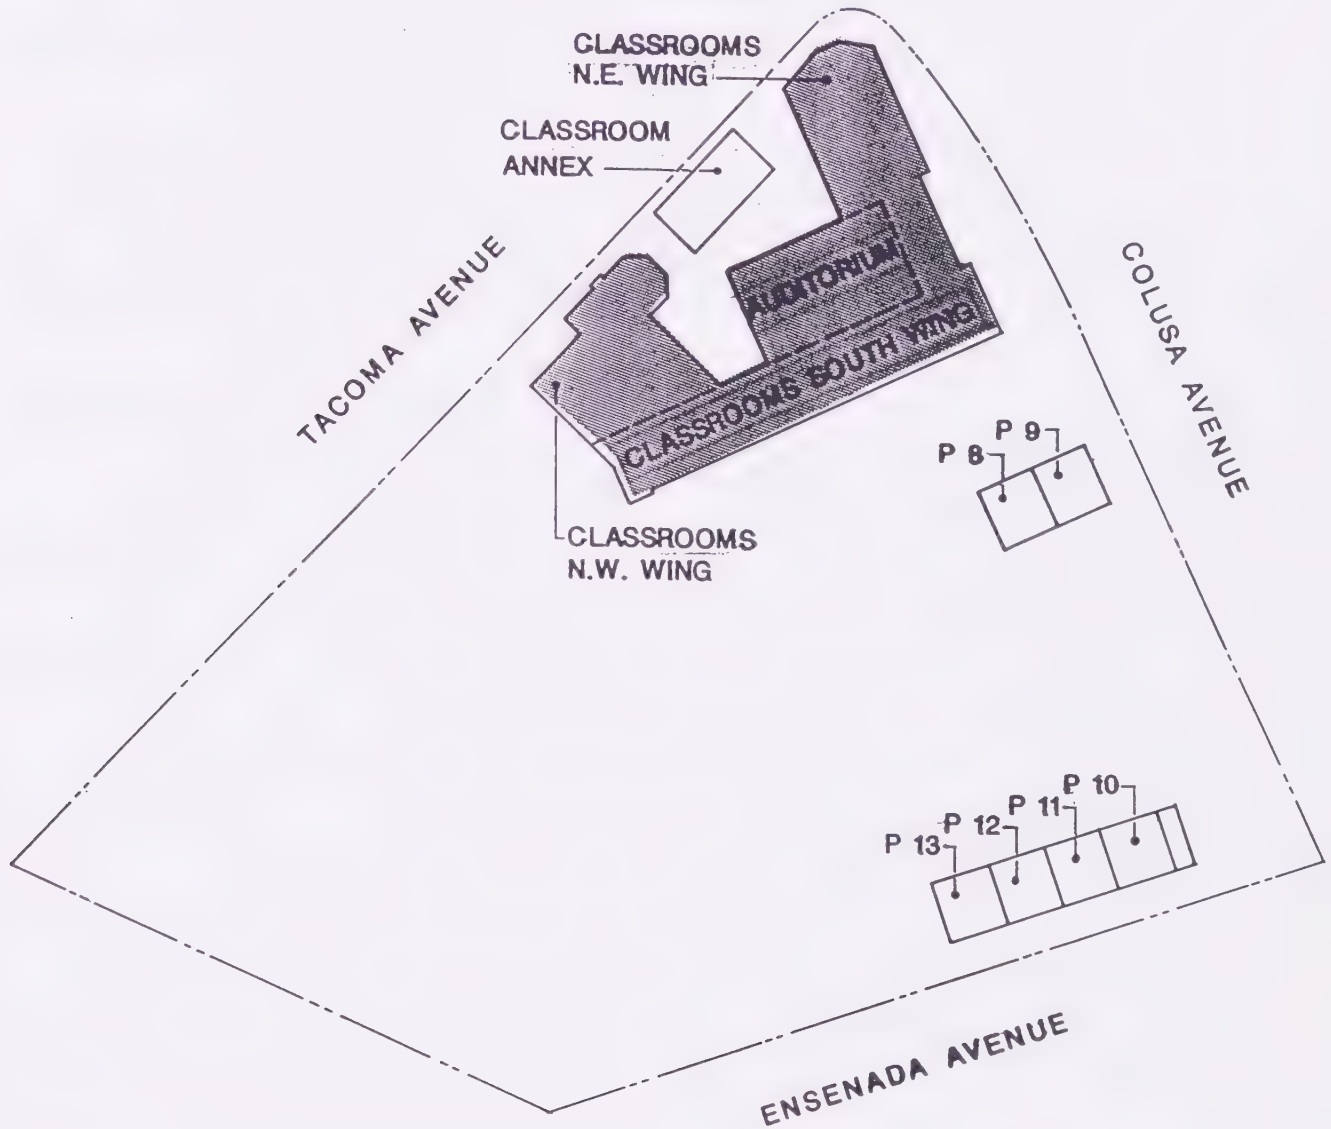 CLASSROOMS
N.E. WING
CLASSROOM
ANNEX
TACOMA AVENUE
AUDITORIUM
COLUSA AVENUE
CLASSROOMS SOUTH WING
P 9
P 8
CLASSROOMS
N.W. WING
P 10
P 11
P 12
P 13
ENSENADA AVENUE